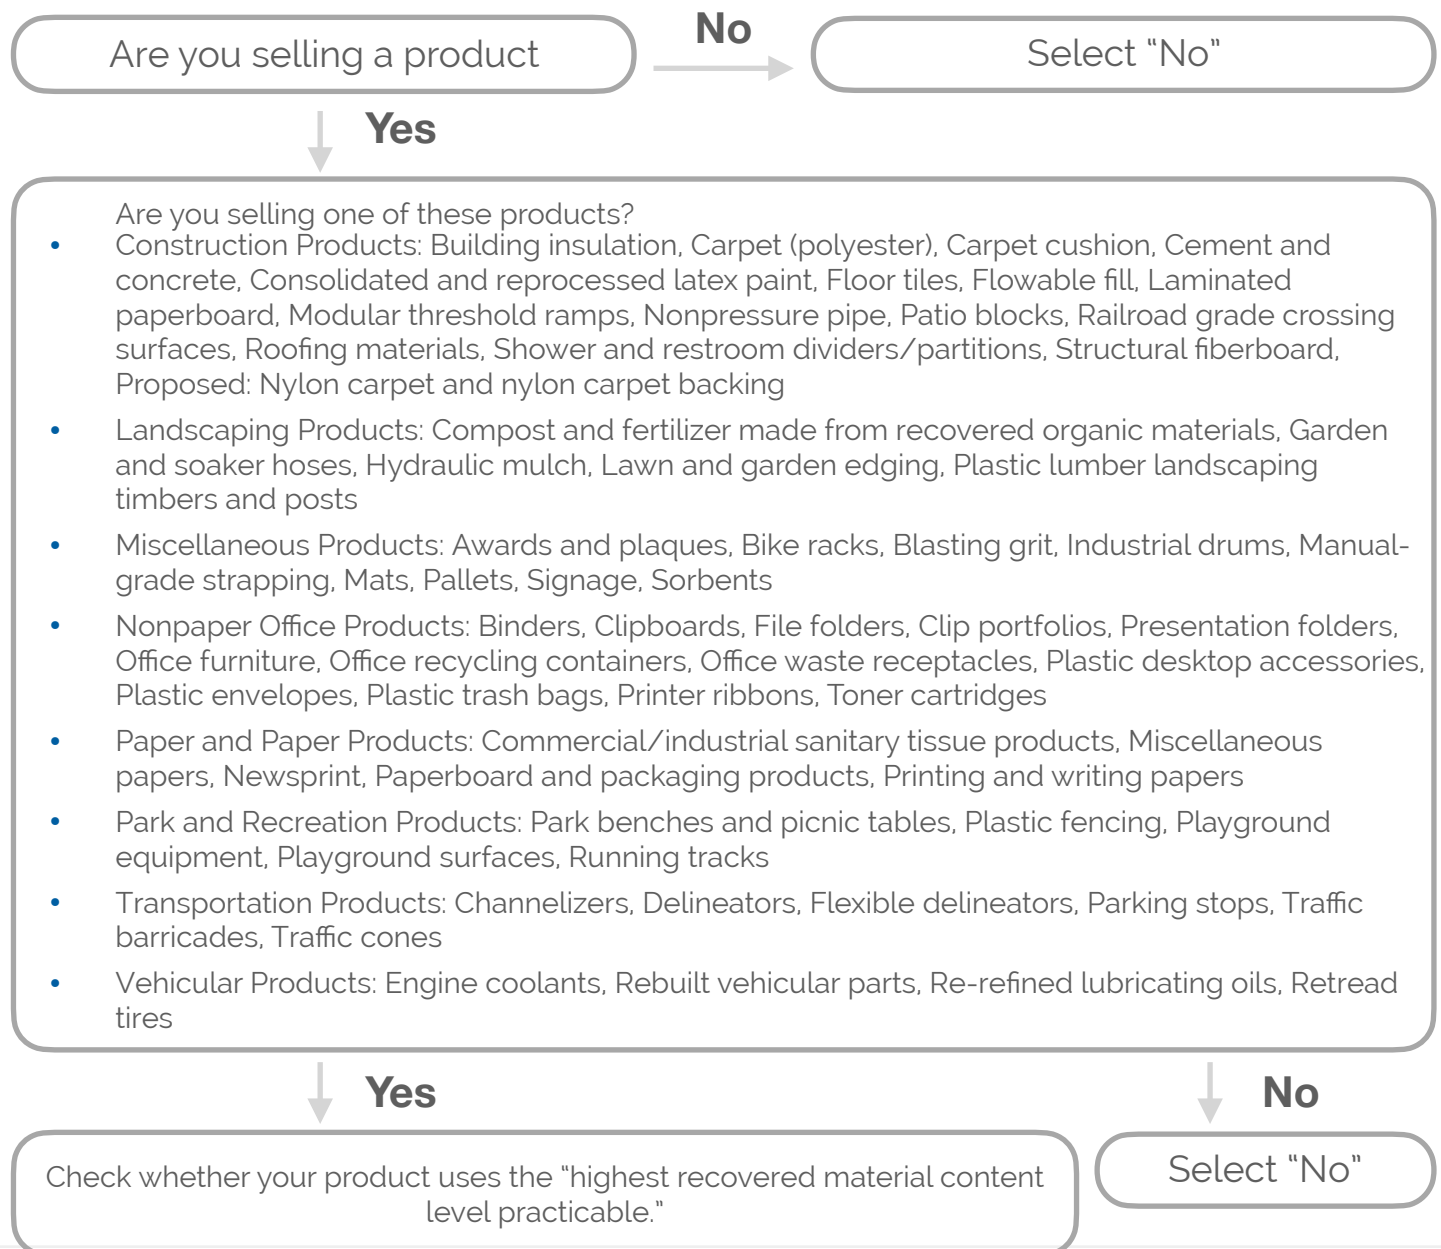 Are you selling a product
No
Select “No”
Yes
Are you selling one of these products?
• Construction Products: Building insulation, Carpet (polyester), Carpet cushion, Cement and
concrete, Consolidated and reprocessed latex paint, Floor tiles, Flowable fill, Laminated
paperboard, Modular threshold ramps, Nonpressure pipe, Patio blocks, Railroad grade crossing
surfaces, Roofing materials, Shower and restroom dividers/partitions, Structural fiberboard,
Proposed: Nylon carpet and nylon carpet backing
• Landscaping Products: Compost and fertilizer made from recovered organic materials, Garden
and soaker hoses, Hydraulic mulch, Lawn and garden edging, Plastic lumber landscaping
timbers and posts
• Miscellaneous Products: Awards and plaques, Bike racks, Blasting grit, Industrial drums, Manual-
grade strapping, Mats, Pallets, Signage, Sorbents
• Nonpaper Office Products: Binders, Clipboards, File folders, Clip portfolios, Presentation folders,
Office furniture, Office recycling containers, Office waste receptacles, Plastic desktop accessories,
Plastic envelopes, Plastic trash bags, Printer ribbons, Toner cartridges
• Paper and Paper Products: Commercial/industrial sanitary tissue products, Miscellaneous
papers, Newsprint, Paperboard and packaging products, Printing and writing papers
• Park and Recreation Products: Park benches and picnic tables, Plastic fencing, Playground
equipment, Playground surfaces, Running tracks
• Transportation Products: Channelizers, Delineators, Flexible delineators, Parking stops, Traffic
barricades, Traffic cones
• Vehicular Products: Engine coolants, Rebuilt vehicular parts, Re-refined lubricating oils, Retread
tires
Yes
No
Check whether your product uses the “highest recovered material content
level practicable.”
Select “No”